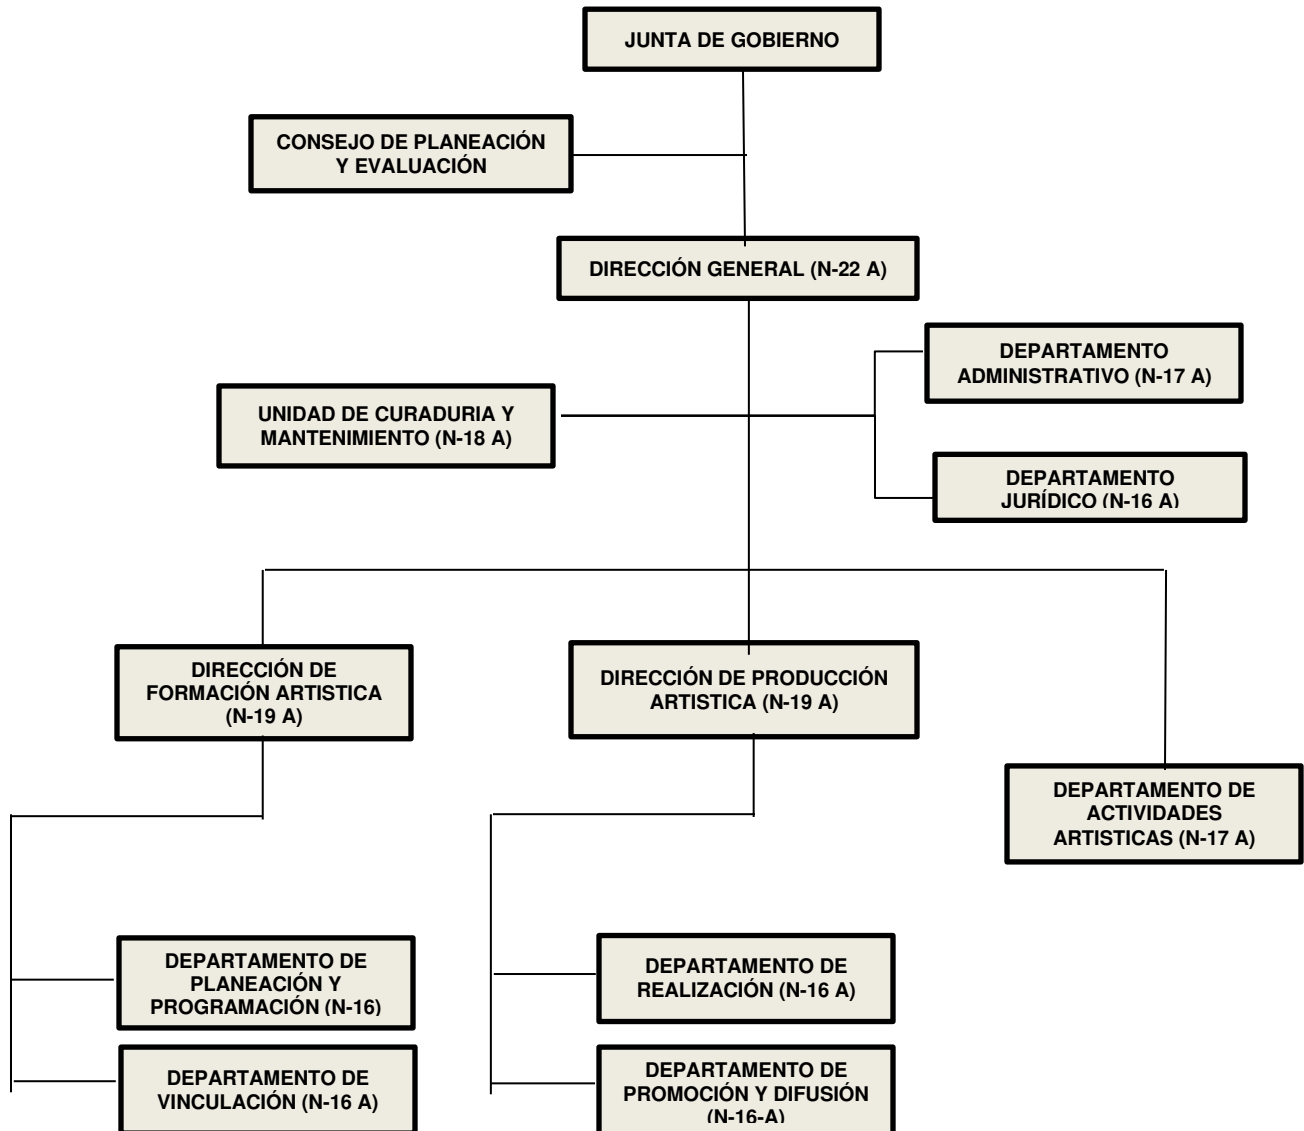 JUNTA DE GOBIERNO
CONSEJO DE PLANEACIÓN
Y EVALUACIÓN
DIRECCIÓN GENERAL (N-22 A)
DEPARTAMENTO
ADMINISTRATIVO (N-17 A)
UNIDAD DE CURADURIA Y
MANTENIMIENTO (N-18 A)
DEPARTAMENTO
JURÍDICO (N-16 A)
DIRECCIÓN DE
FORMACIÓN ARTISTICA
(N-19 A)
DIRECCIÓN DE PRODUCCIÓN
ARTISTICA (N-19 A)
DEPARTAMENTO DE
ACTIVIDADES
ARTISTICAS (N-17 A)
DEPARTAMENTO DE
PLANEACIÓN Y
PROGRAMACIÓN (N-16)
DEPARTAMENTO DE
REALIZACIÓN (N-16 A)
DEPARTAMENTO DE
VINCULACIÓN (N-16 A)
DEPARTAMENTO DE
PROMOCIÓN Y DIFUSIÓN
(N-16-A)